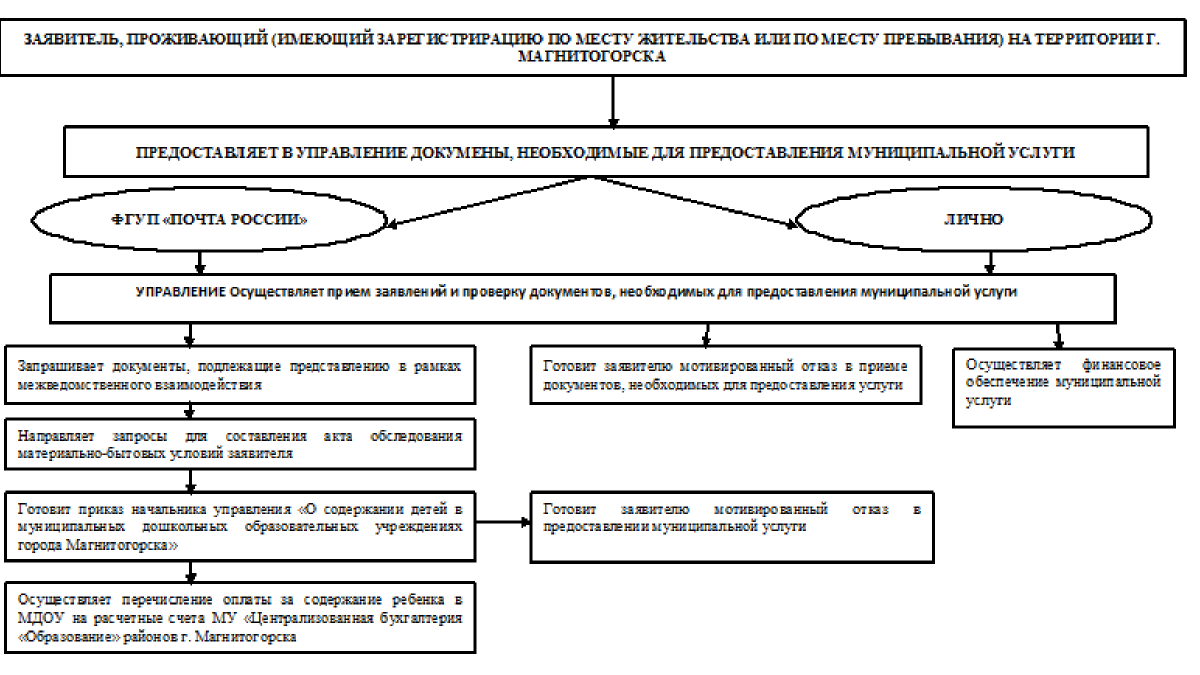 ЗАЯВИТЕЛЬ, ПРОЖИВАЮЩИЙ (ИМЕЮЩИЙ ЗАРЕГИСТРИРАЦИЮ ПО МЕСТУ ЖИТЕЛЬСТВА ИЛИ ПО МЕСТУ ПРЕБЫВАНИЯ) НА ТЕРРИТОРИИ Г.
МАГНИТОГОРСКА
ПРЕДОСТАВЛЯЕТ В УПРАВЛЕНИЕ ДОКУМЕНЫ, НЕОБХОДИМЫЕ ДЛЯ ПРЕДОСТАВЛЕНИЯ МУНИЦИПАЛЬНОЙ УСЛУГИ
ФГУП «ПОЧТА РОССИИ»
ЛИЧНО
УПРАВЛЕНИЕ Осуществляет прием заявлений и проверку документов, необходимых для предоставления муниципальной услуги
Запрашивает документы, подлежащие представлению в рамках
межведомственного взаимодействия
Готовит заявителю мотивированный отказ в приеме
документов, необходимых для предоставления услуги
Осуществляет финансовое
обеспечение муниципальной
услуги
Направляет запросы для составления акта обследования
материально-бытовых условий заявителя
Готовит приказ начальника управления «О содержании детей в
муниципальных дошкольных образовательных учреждениях
города Магнитогорска»
Готовит заявителю мотивированный отказ в
предоставлении муниципальной услуги
Осуществляет перечисление оплаты за содержание ребенка в
МДОУ на расчетные счета МУ «Централизованная бухгалтерия
«Образование» районов г. Магнитогорска